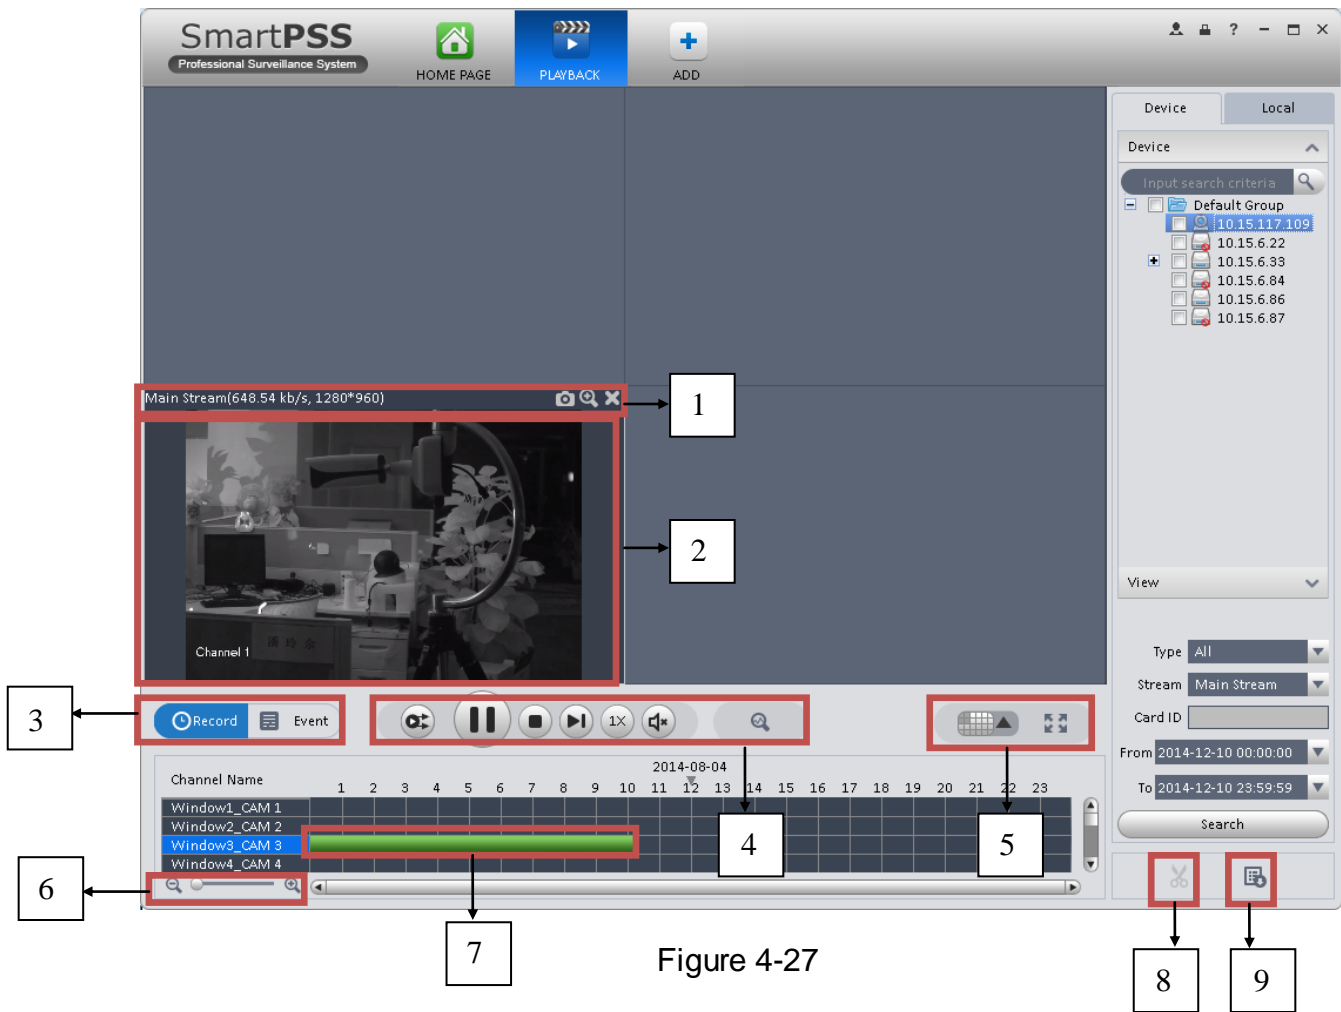 SmartPSS
Professional Surveillance System
HOME PAGE
PLAYBACK
ADD
?
Device
Local
Device
Input search criteria
Default Group
10.15.117.109
10.15.6.22
10.15.6.33
10.15.6.84
10.15.6.86
10.15.6.87
Main Stream(648.54 kb/s, 1280*960)
1
2
Channel 1
View
Type All
Stream Main Stream
Card ID
From 2014-12-10 00:00:00
To 2014-12-10 23:59:59
Search
3
Record
Event
1X
2014-08-04
Channel Name
1 2 3 4 5 6 7 8 9 10 11 12 13 14 15 16 17 18 19 20 21 22 23
Window1_CAM 1
Window2_CAM 2
Window3_CAM 3
Window4_CAM 4
4
5
6
7
8
9
Figure 4-27